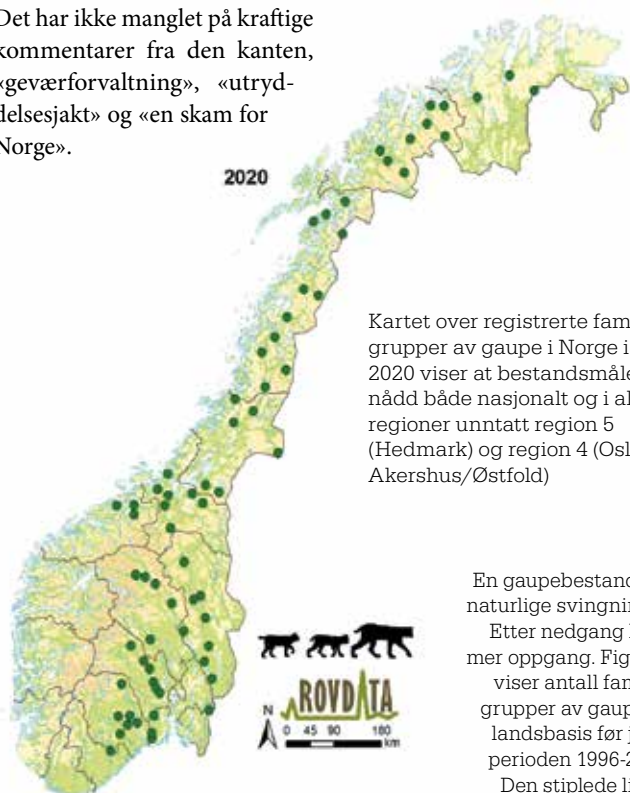 Det har ikke manglet på kraftige
kommentarer fra den kanten,
«geværforvaltning», «utryd-
delsesjakt» og «en skam for
Norge».
2020
Kartet over registrerte fam
grupper av gaupe i Norge i
2020 viser at bestandsmåle
nådd både nasjonalt og i al
regioner unntatt region 5
(Hedmark) og region 4 (Osl
Akershus/Østfold)
En gaupebestand
naturlige svingnin
Etter nedgang k
mer oppgang. Fig
viser antall fam
grupper av gaup
landsbasis før j
perioden 1996-2
Den stiplede li
ROVDATA
N
0 45 90 180
km